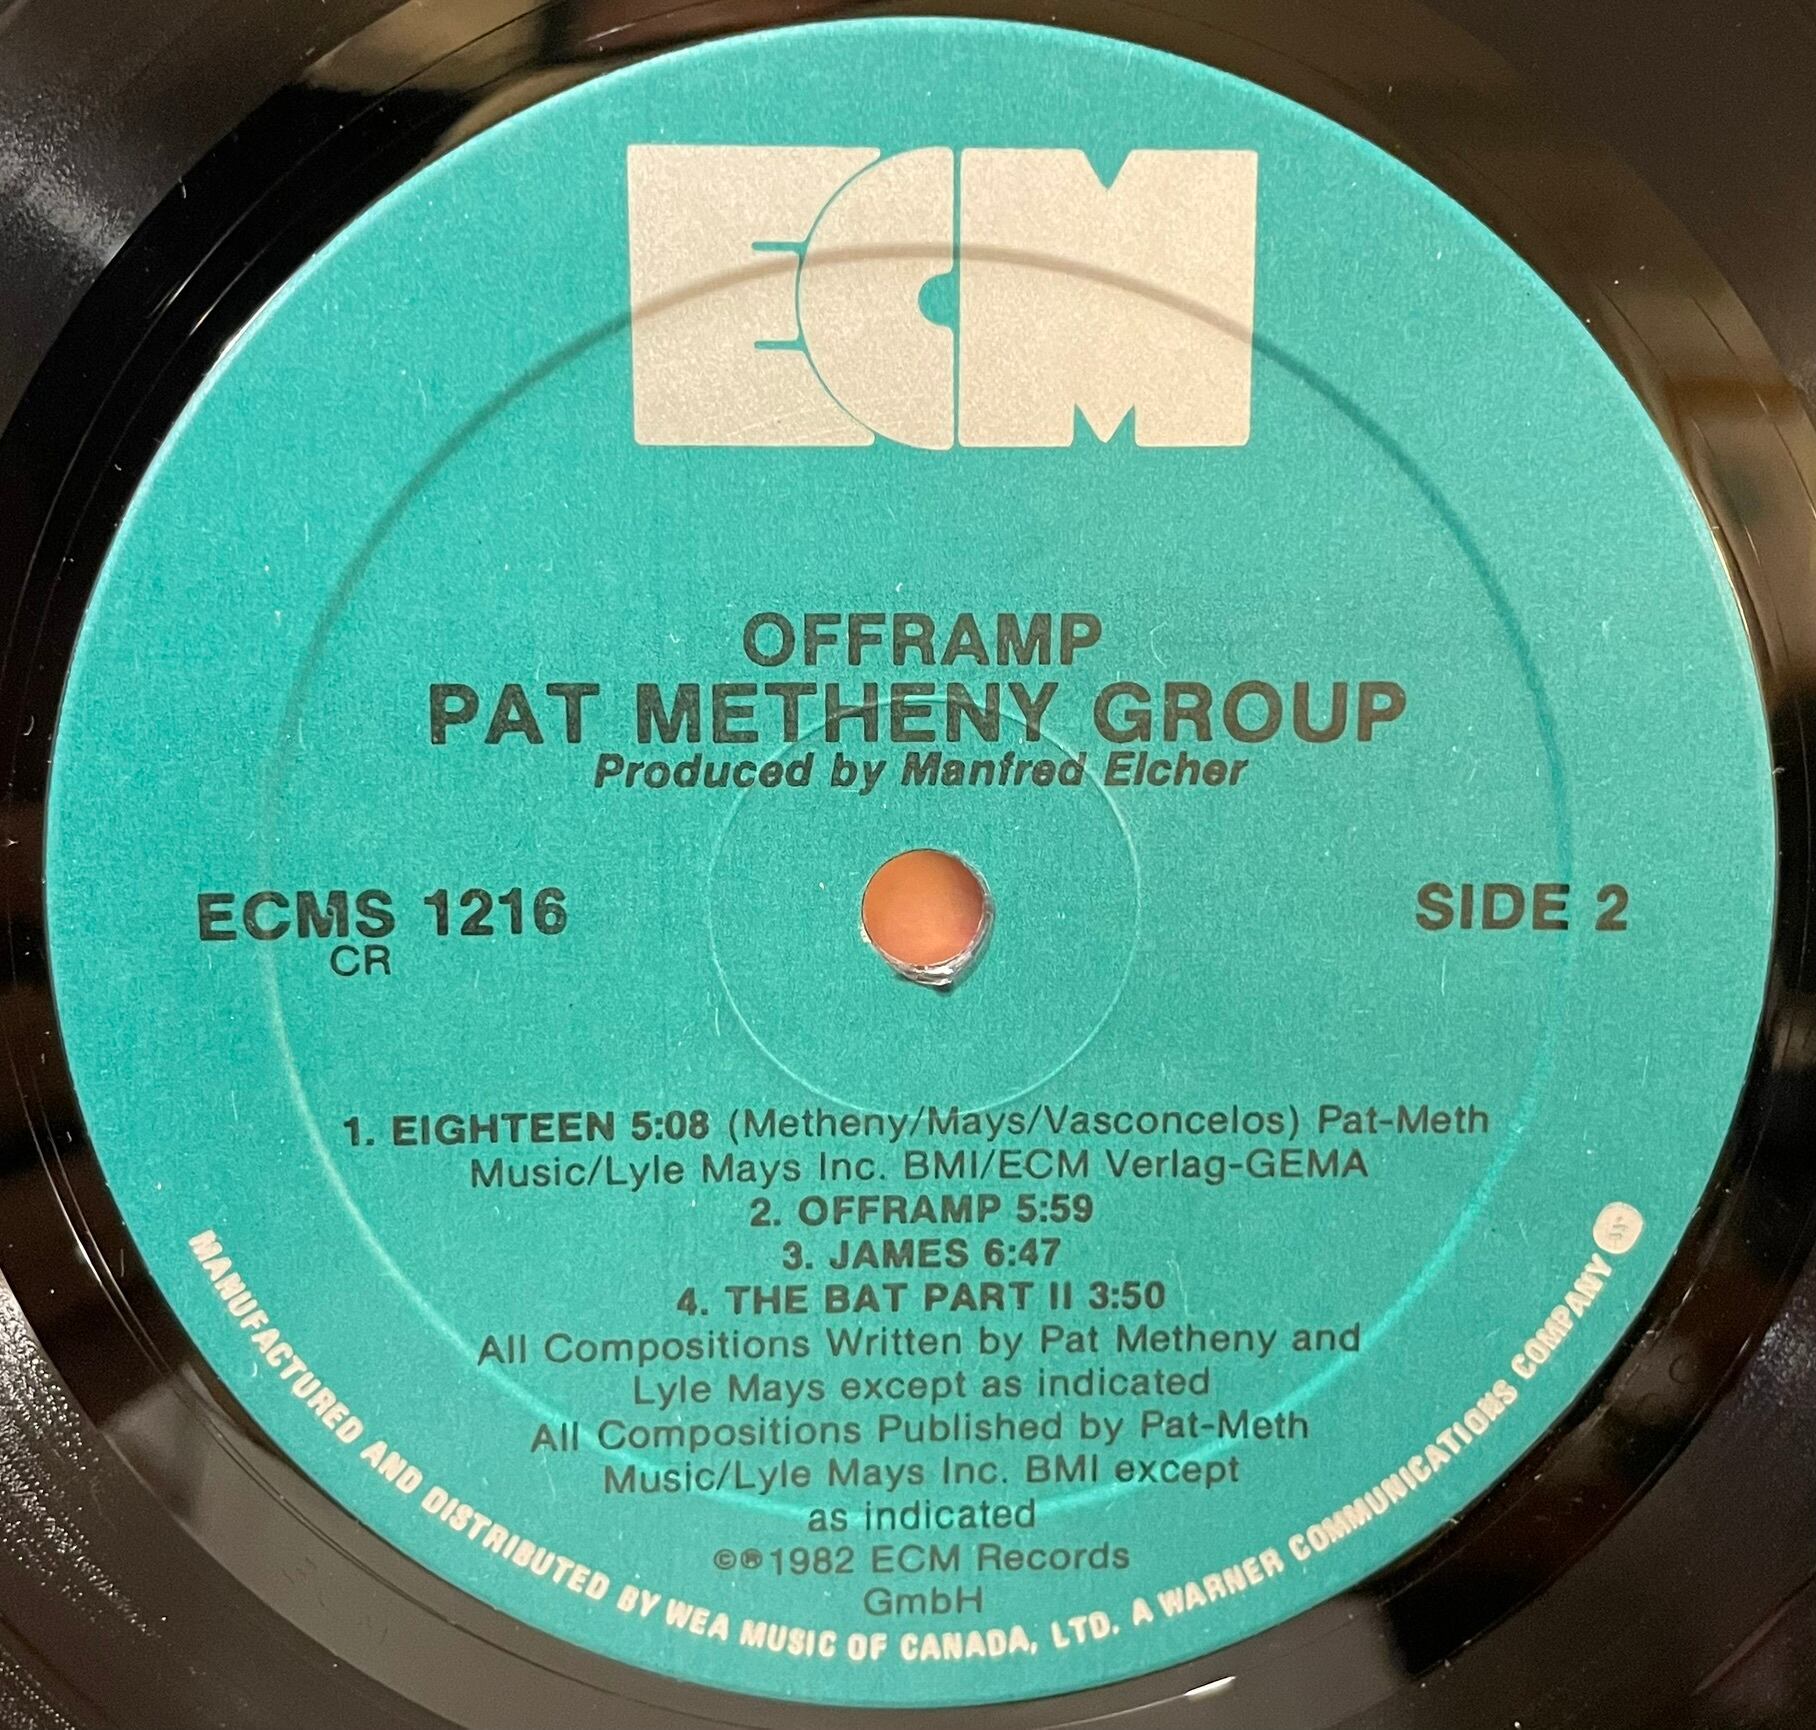 ECM
OFFRAMP
PAT METHENY GROUP
Produced by Manfred Eicher
ECMS 1216
CR
SIDE 2
1. EIGHTEEN 5:08 (Metheny/Mays/Vasconcelos) Pat-Meth
Music/Lyle Mays Inc. BMI/ECM Verlag-GEMA
2. OFFRAMP 5:59
3. JAMES 6:47
4. THE BAT PART II 3:50
All Compositions Written by Pat Metheny and
Lyle Mays except as indicated
All Compositions Published by Pat-Meth
Music/Lyle Mays Inc. BMI except
as indicated
©℗1982 ECM Records
GmbH
MANUFACTURED AND DISTRIBUTED BY WEA MUSIC OF CANADA, LTD. A WARNER COMMUNICATIONS COMPANY